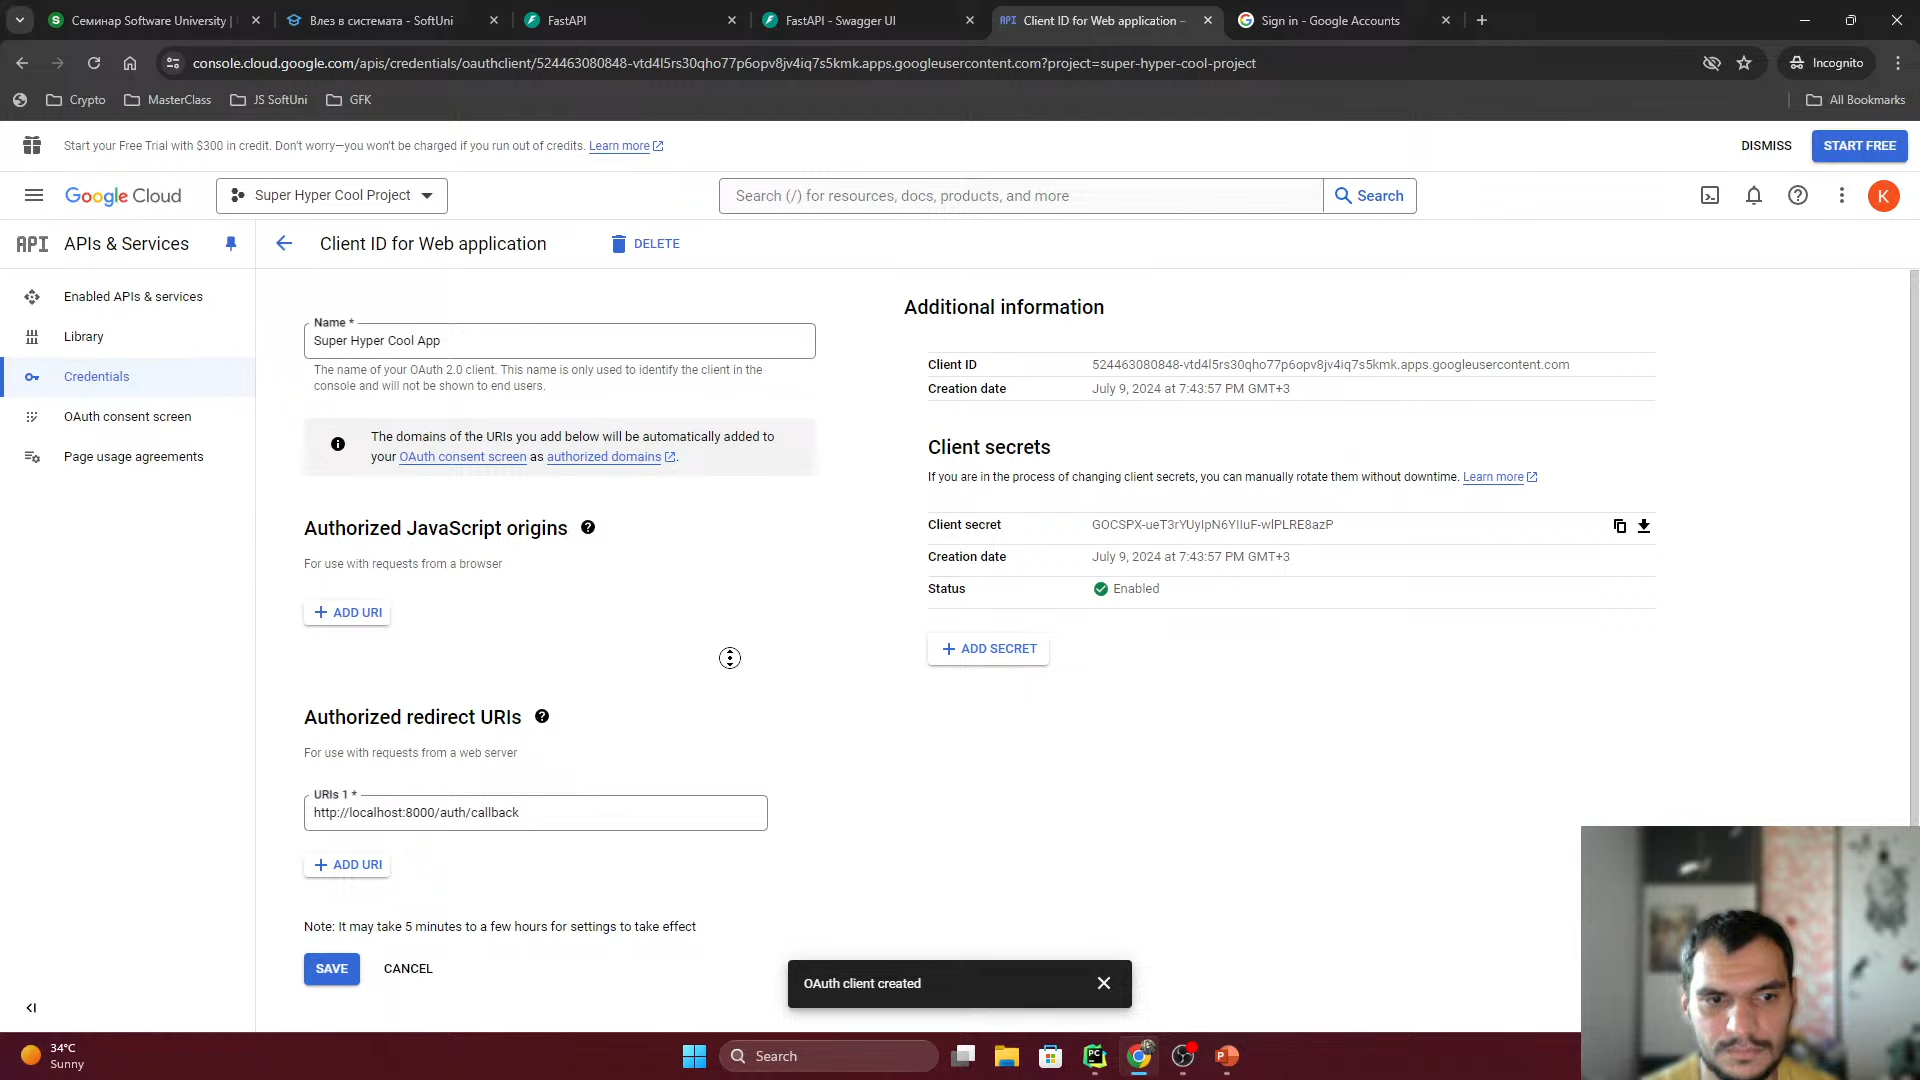 Семинар Software University |
Влез в системата - SoftUni
FastAPI
FastAPI - Swagger UI
API
Client ID for Web application –
Sign in - Google Accounts
console.cloud.google.com/apis/credentials/oauthclient/524463080848-vtd4l5rs30qho77p6opv8jv4iq7s5kmk.apps.googleusercontent.com?project=super-hyper-cool-project
Incognito
Crypto
MasterClass
JS SoftUni
GFK
All Bookmarks
Start your Free Trial with $300 in credit. Don't worry—you won't be charged if you run out of credits. Learn more
DISMISS
START FREE
Google Cloud
Super Hyper Cool Project
Search (/) for resources, docs, products, and more
Search
K
API
APIs & Services
Client ID for Web application
DELETE
Enabled APIs & services
Library
Credentials
OAuth consent screen
Page usage agreements
Name *
Super Hyper Cool App
The name of your OAuth 2.0 client. This name is only used to identify the client in the
console and will not be shown to end users.
The domains of the URIs you add below will be automatically added to
your OAuth consent screen as authorized domains.
Authorized JavaScript origins
For use with requests from a browser
ADD URI
Authorized redirect URIs
For use with requests from a web server
URIs 1 *
http://localhost:8000/auth/callback
ADD URI
Note: It may take 5 minutes to a few hours for settings to take effect
SAVE
CANCEL
Additional information
Client ID
524463080848-vtd4l5rs30qho77p6opv8jv4iq7s5kmk.apps.googleusercontent.com
Creation date
July 9, 2024 at 7:43:57 PM GMT+3
Client secrets
If you are in the process of changing client secrets, you can manually rotate them without downtime. Learn more
Client secret
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
Creation date
July 9, 2024 at 7:43:57 PM GMT+3
Status
Enabled
ADD SECRET
OAuth client created
34°C
Sunny
Search
PC
P